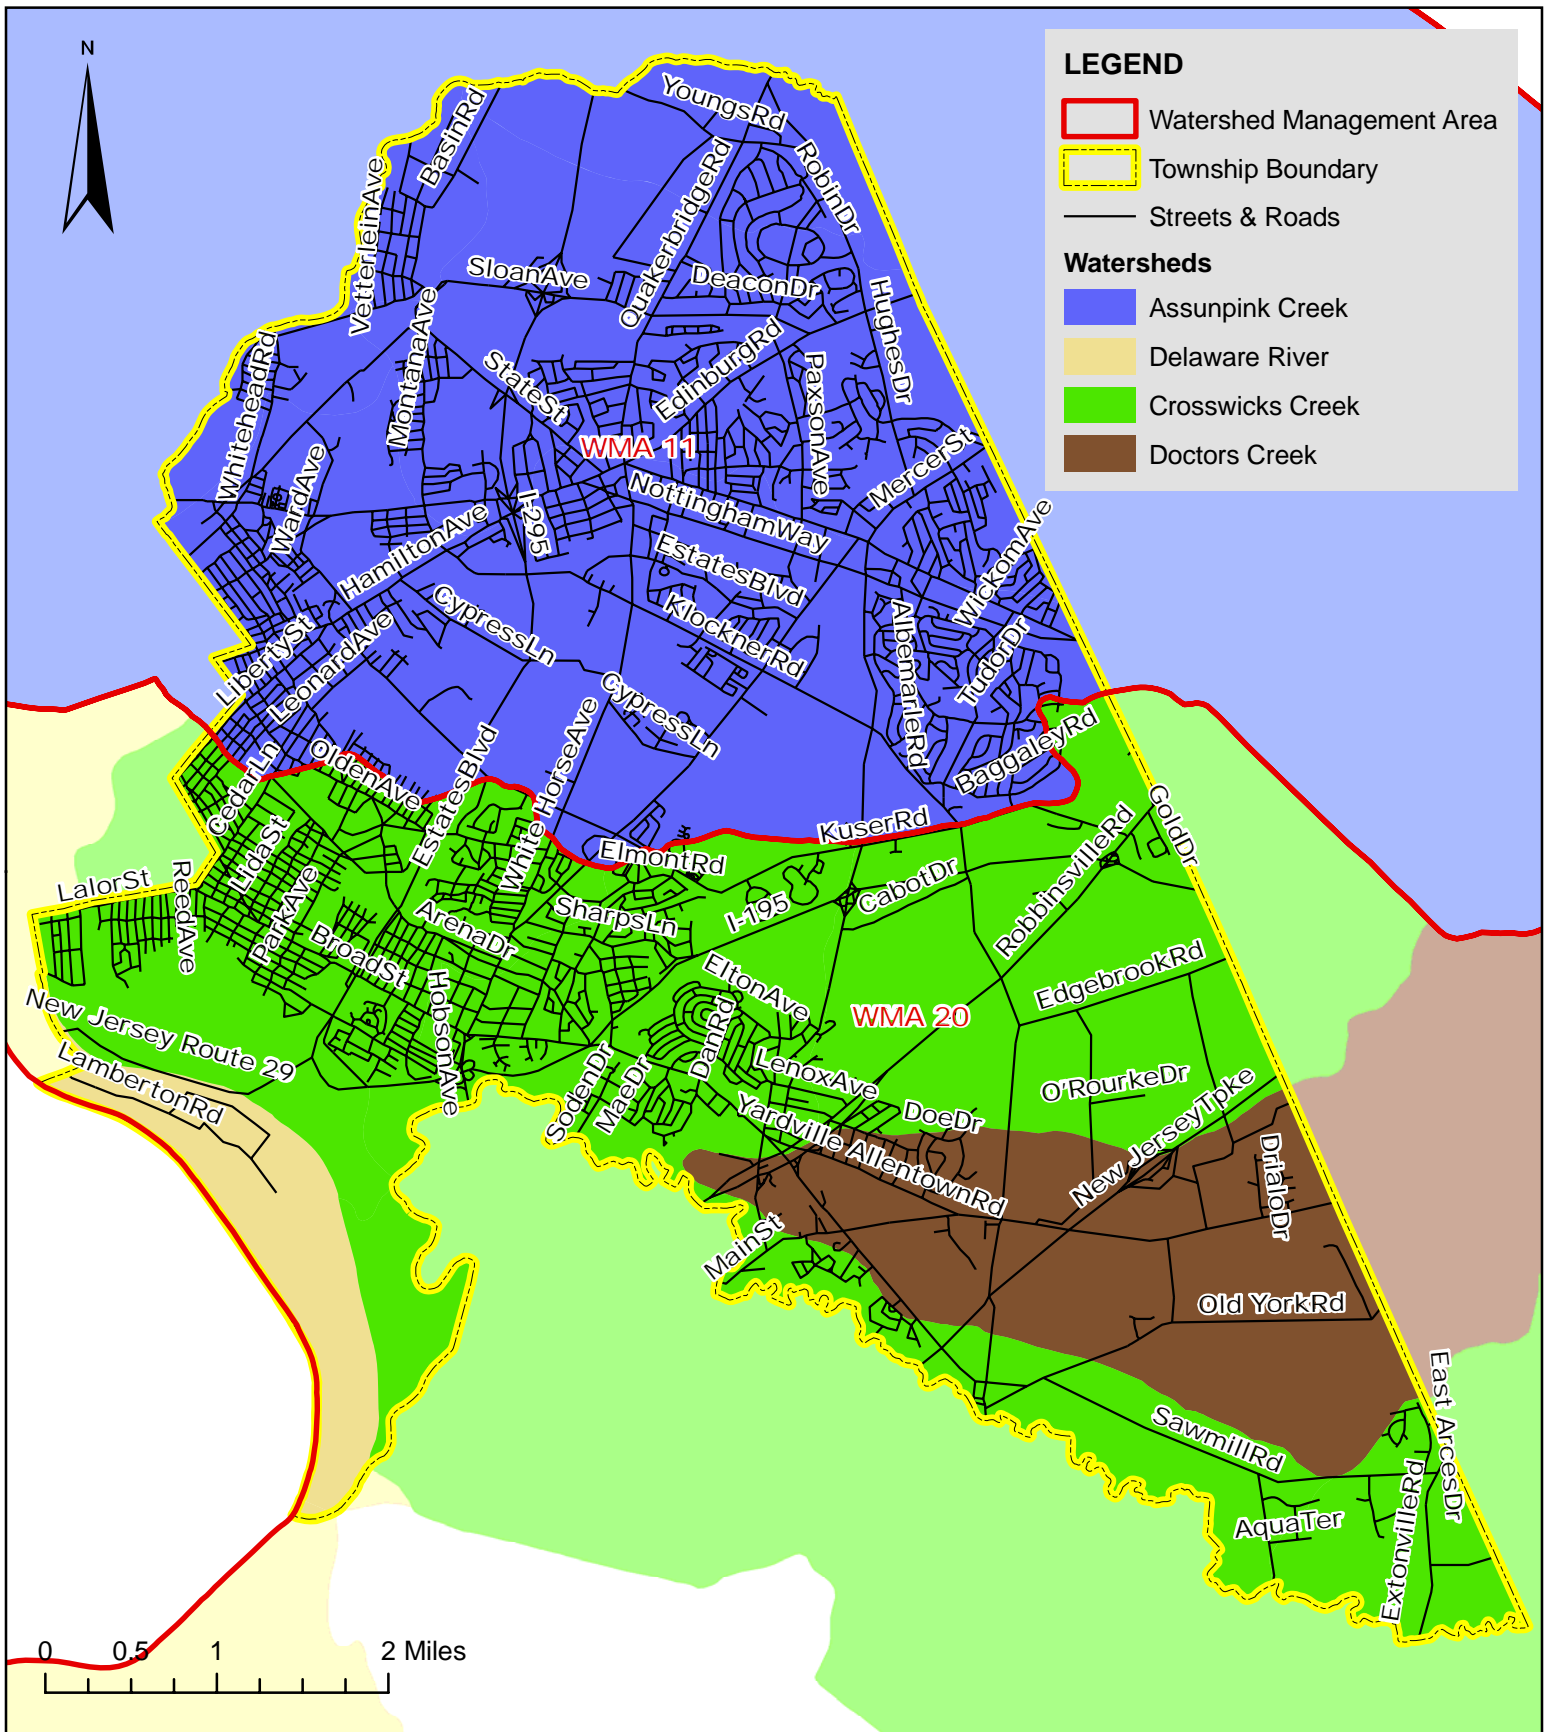 N
LEGEND
Watershed Management Area
Township Boundary
Streets & Roads
Watersheds
Assunpink Creek
Delaware River
Crosswicks Creek
Doctors Creek
YoungsRd
BasinRd
RobinDr
QuakerbridgeRd
VetterleinAve
SloanAve
DeaconDr
HughesDr
MontanaAve
EdinburgRd
WhiteheadRd
StateSt
PaxsonAve
WMA 11
MercerSt
WardAve
NottinghamWay
I-295
HamiltonAve
WickomAve
EstatesBlvd
CypressLn
KlocknerRd
AlbemarleRd
LibertySt
LeonardAve
TudorDr
CypressLn
BaggaleyRd
CedarLn
OldenAve
EstatesBlvd
White HorseAve
GoldDr
KuserRd
ElmontRd
RobbinsvilleRd
LidaSt
LalorSt
ReedAve
ParkAve
CabotDr
I-195
SharpsLn
ArenaDr
BroadSt
EdgebrookRd
EltonAve
HobsonAve
WMA 20
New Jersey Route 29
DanRd
LambertonRd
SodenDr
MaeDr
LenoxAve
O'RourkeDr
DoeDr
New JerseyTpke
Yardville AllentownRd
DrialoDr
MainSt
Old YorkRd
East ArcesDr
SawmillRd
ExtonvilleRd
AquaTer
0 0.5 1 2 Miles